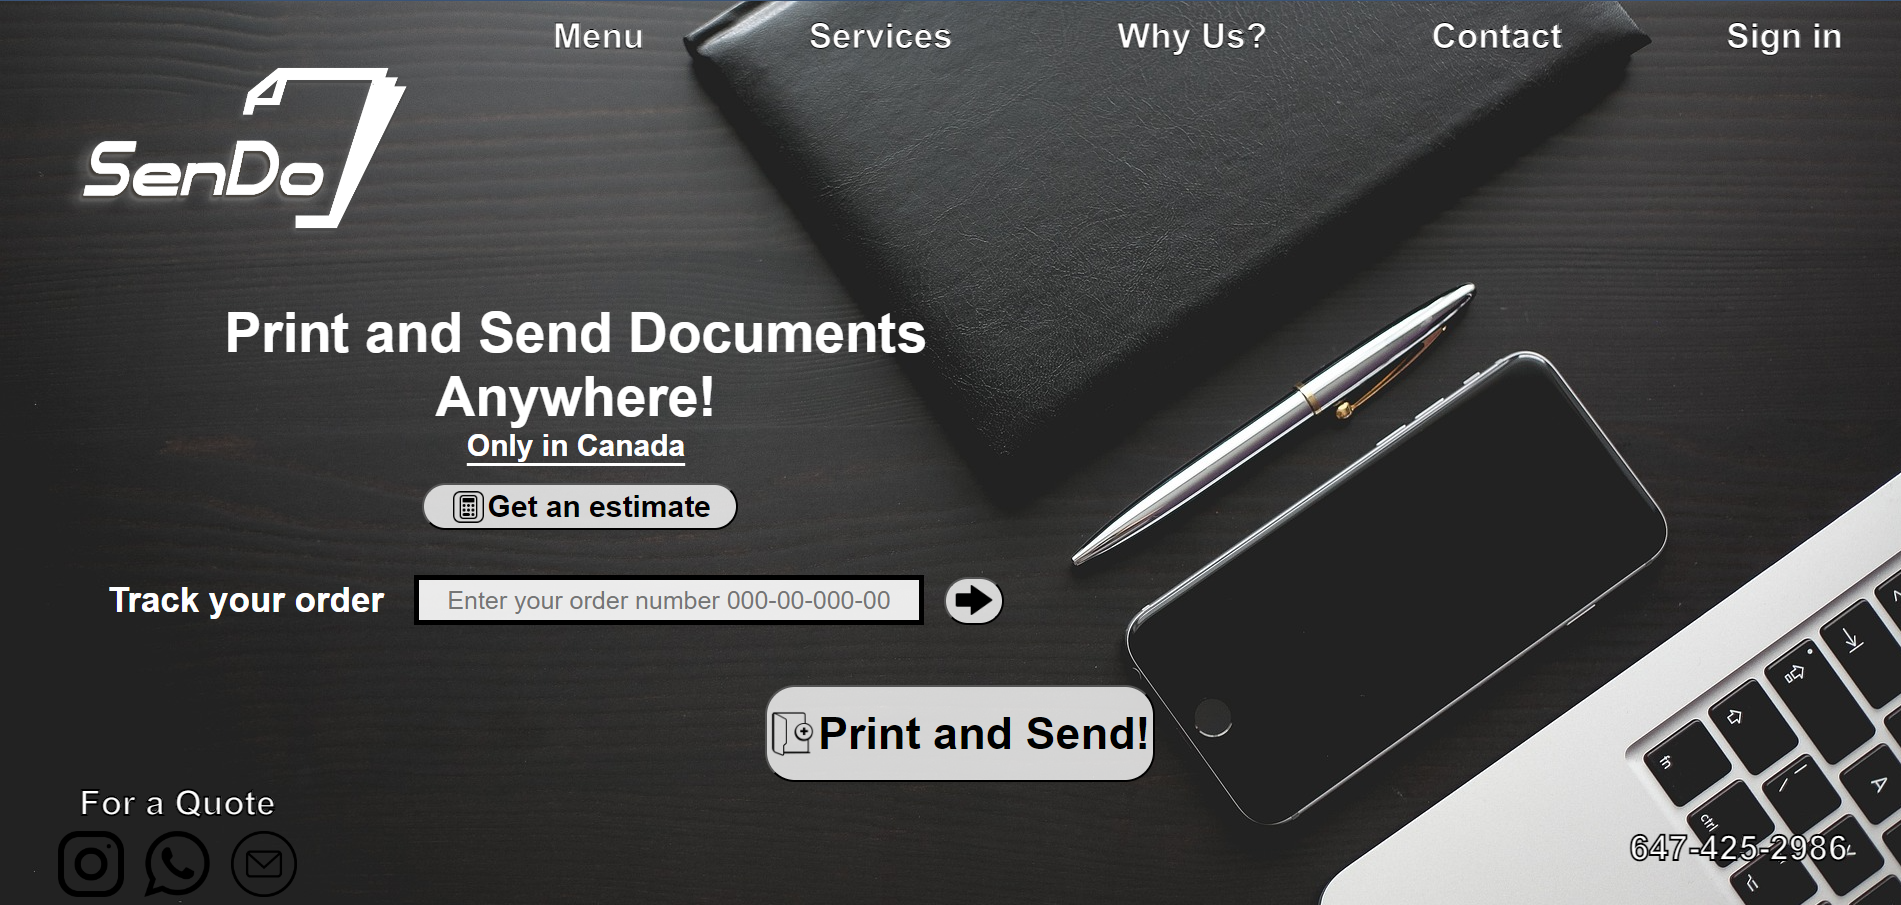 Menu
Services
Why Us?
Contact
Sign in
SenDo
Print and Send Documents
Anywhere!
Only in Canada
Get an estimate
Track your order
Enter your order number 000-00-000-00
Print and Send!
For a Quote
647-425-2986
fn
ctrl
A